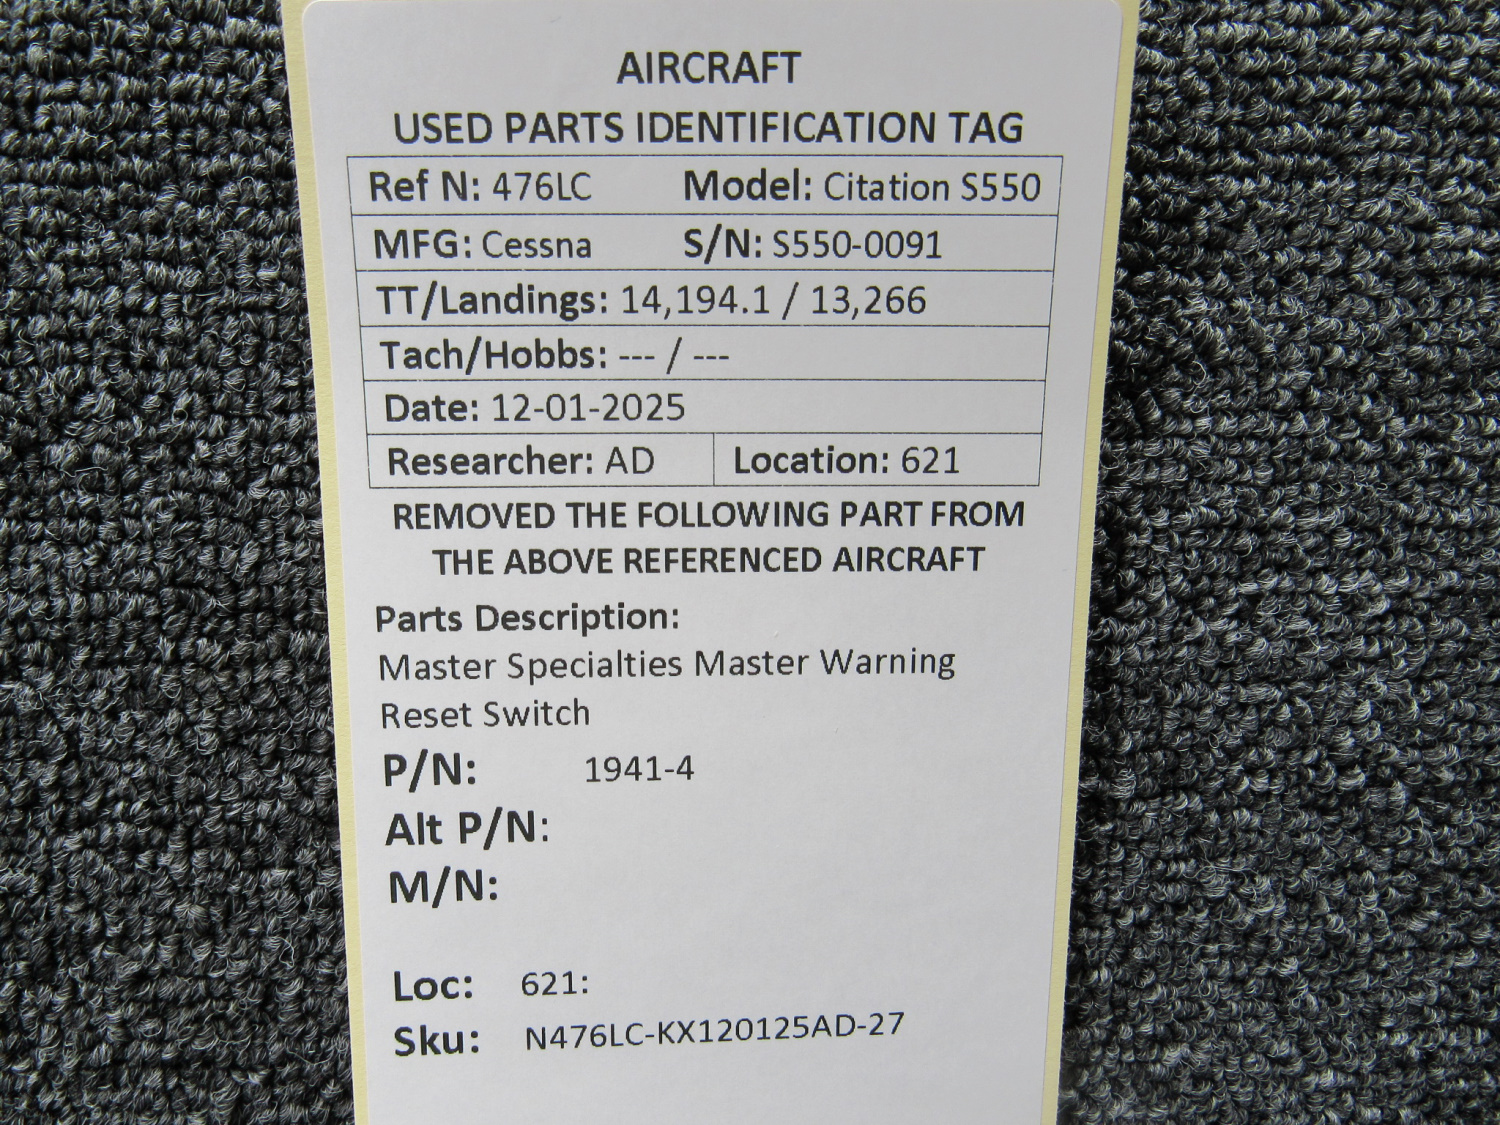 AIRCRAFT
USED PARTS IDENTIFICATION TAG
Ref N: 476LC Model: Citation S550
MFG: Cessna S/N: S550-0091
TT/Landings: 14,194.1 / 13,266
Tach/Hobbs: --- / ---
Date: 12-01-2025
Researcher: AD Location: 621
REMOVED THE FOLLOWING PART FROM
THE ABOVE REFERENCED AIRCRAFT
Parts Description:
Master Specialties Master Warning
Reset Switch
P/N: 1941-4
Alt P/N:
M/N:
Loc: 621:
Sku: N476LC-KX120125AD-27